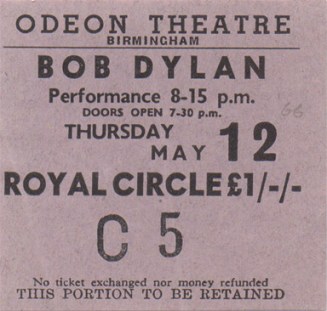 ODEON THEATRE
BIRMINGHAM
BOB DYLAN
Performance 8-15 p.m.
DOORS OPEN 7-30 p.m.
66
THURSDAY
MAY 12
ROYAL CIRCLE £1/-/-
C 5
No ticket exchanged nor money refunded
THIS PORTION TO BE RETAINED